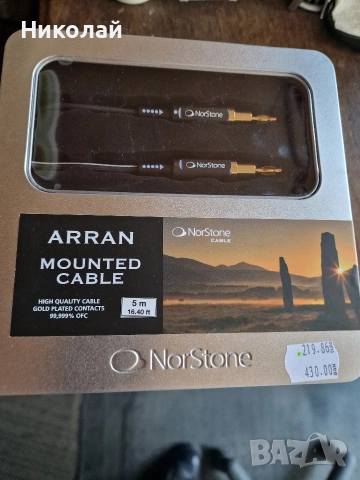 Николай
NorStone
NorStone
ARRAN
MOUNTED
CABLE
HIGH QUALITY CABLE
GOLD PLATED CONTACTS
99,999% OFC
5 m
16.40 ft
NorStone
CABLE
NorStone
219.86
430.00
BAZAR
bg